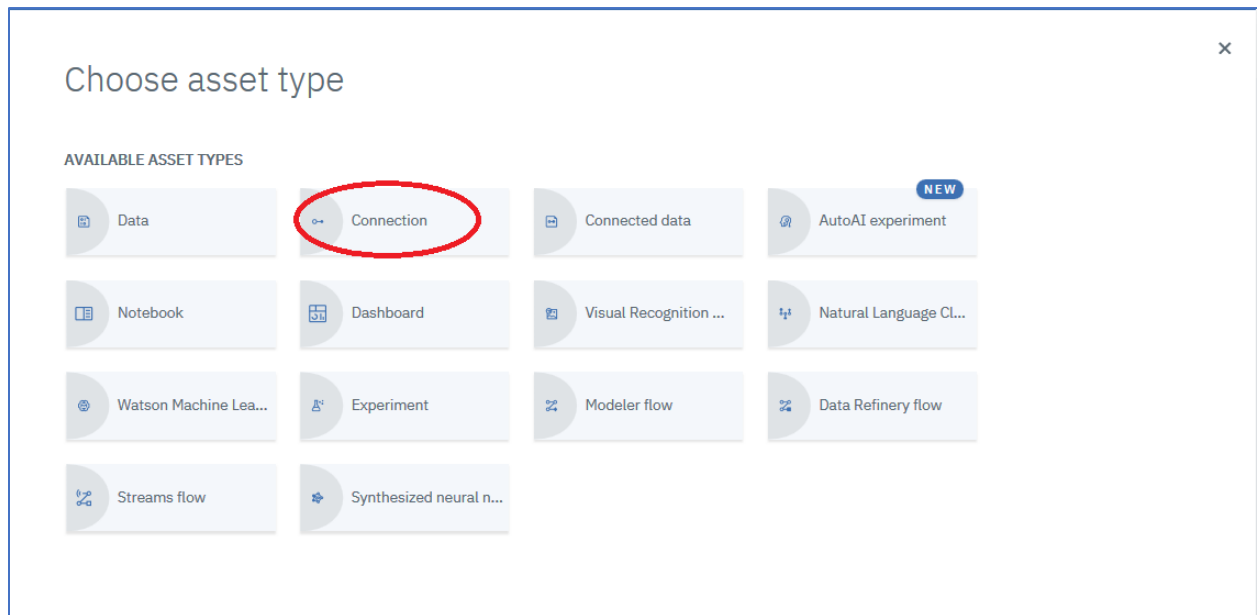 ×
Choose asset type
AVAILABLE ASSET TYPES
Data
Connection
Connected data
NEW
AutoAI experiment
Notebook
Dashboard
Visual Recognition ...
Natural Language Cl...
Watson Machine Lea...
Experiment
Modeler flow
Data Refinery flow
Streams flow
Synthesized neural n...